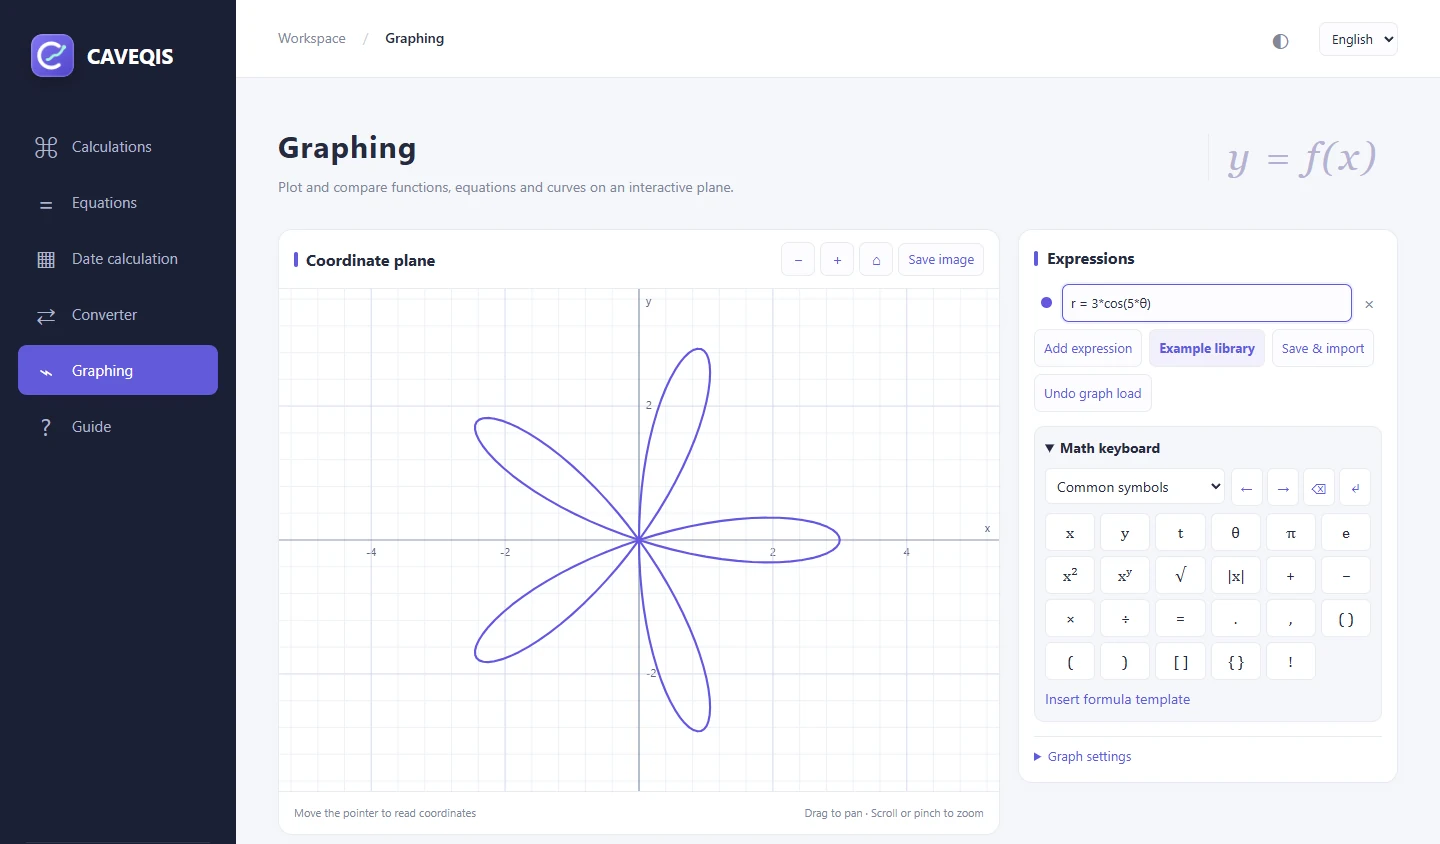 CAVEQIS
Calculations
= Equations
Date calculation
Converter
Graphing
? Guide
Workspace / Graphing
English
Graphing
Plot and compare functions, equations and curves on an interactive plane.
y = f(x)
Coordinate plane
− + ⌂ Save image
y
2
x
-4 -2 2 4
-2
Move the pointer to read coordinates
Drag to pan · Scroll or pinch to zoom
Expressions
r = 3*cos(5*θ) ×
Add expression Example library Save & import
Undo graph load
▼ Math keyboard
Common symbols ← → ⌫ ↵
x y t θ π e
x² xʸ √ |x| + −
× ÷ = . , ( )
( ) [ ] { } !
Insert formula template
▶ Graph settings